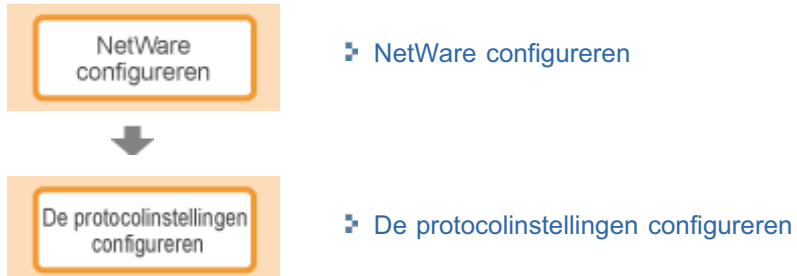 NetWare
configureren
NetWare configureren
De protocolinstellingen
configureren
De protocolinstellingen configureren